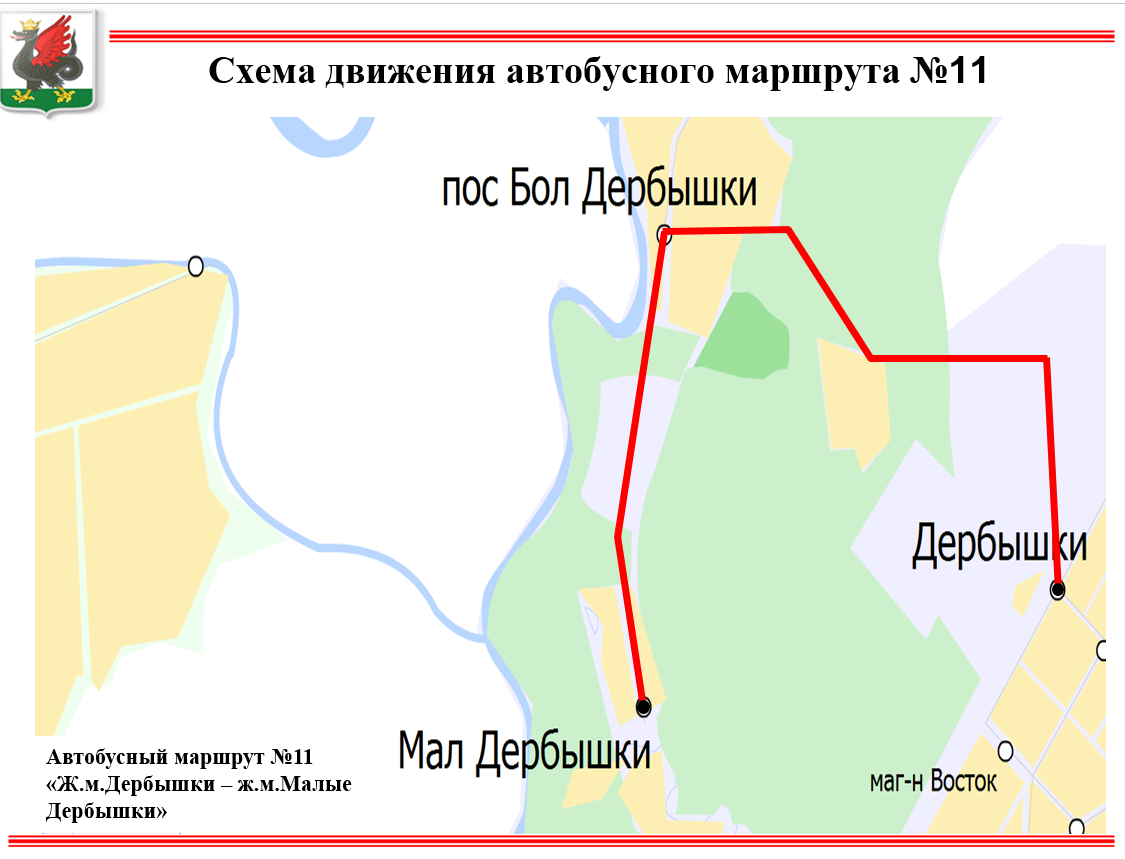 Схема движения автобусного маршрута №11
пос Бол Дербышки
Дербышки
Мал Дербышки
маг-н Восток
Автобусный маршрут №11
«Ж.м.Дербышки – ж.м.Малые
Дербышки»